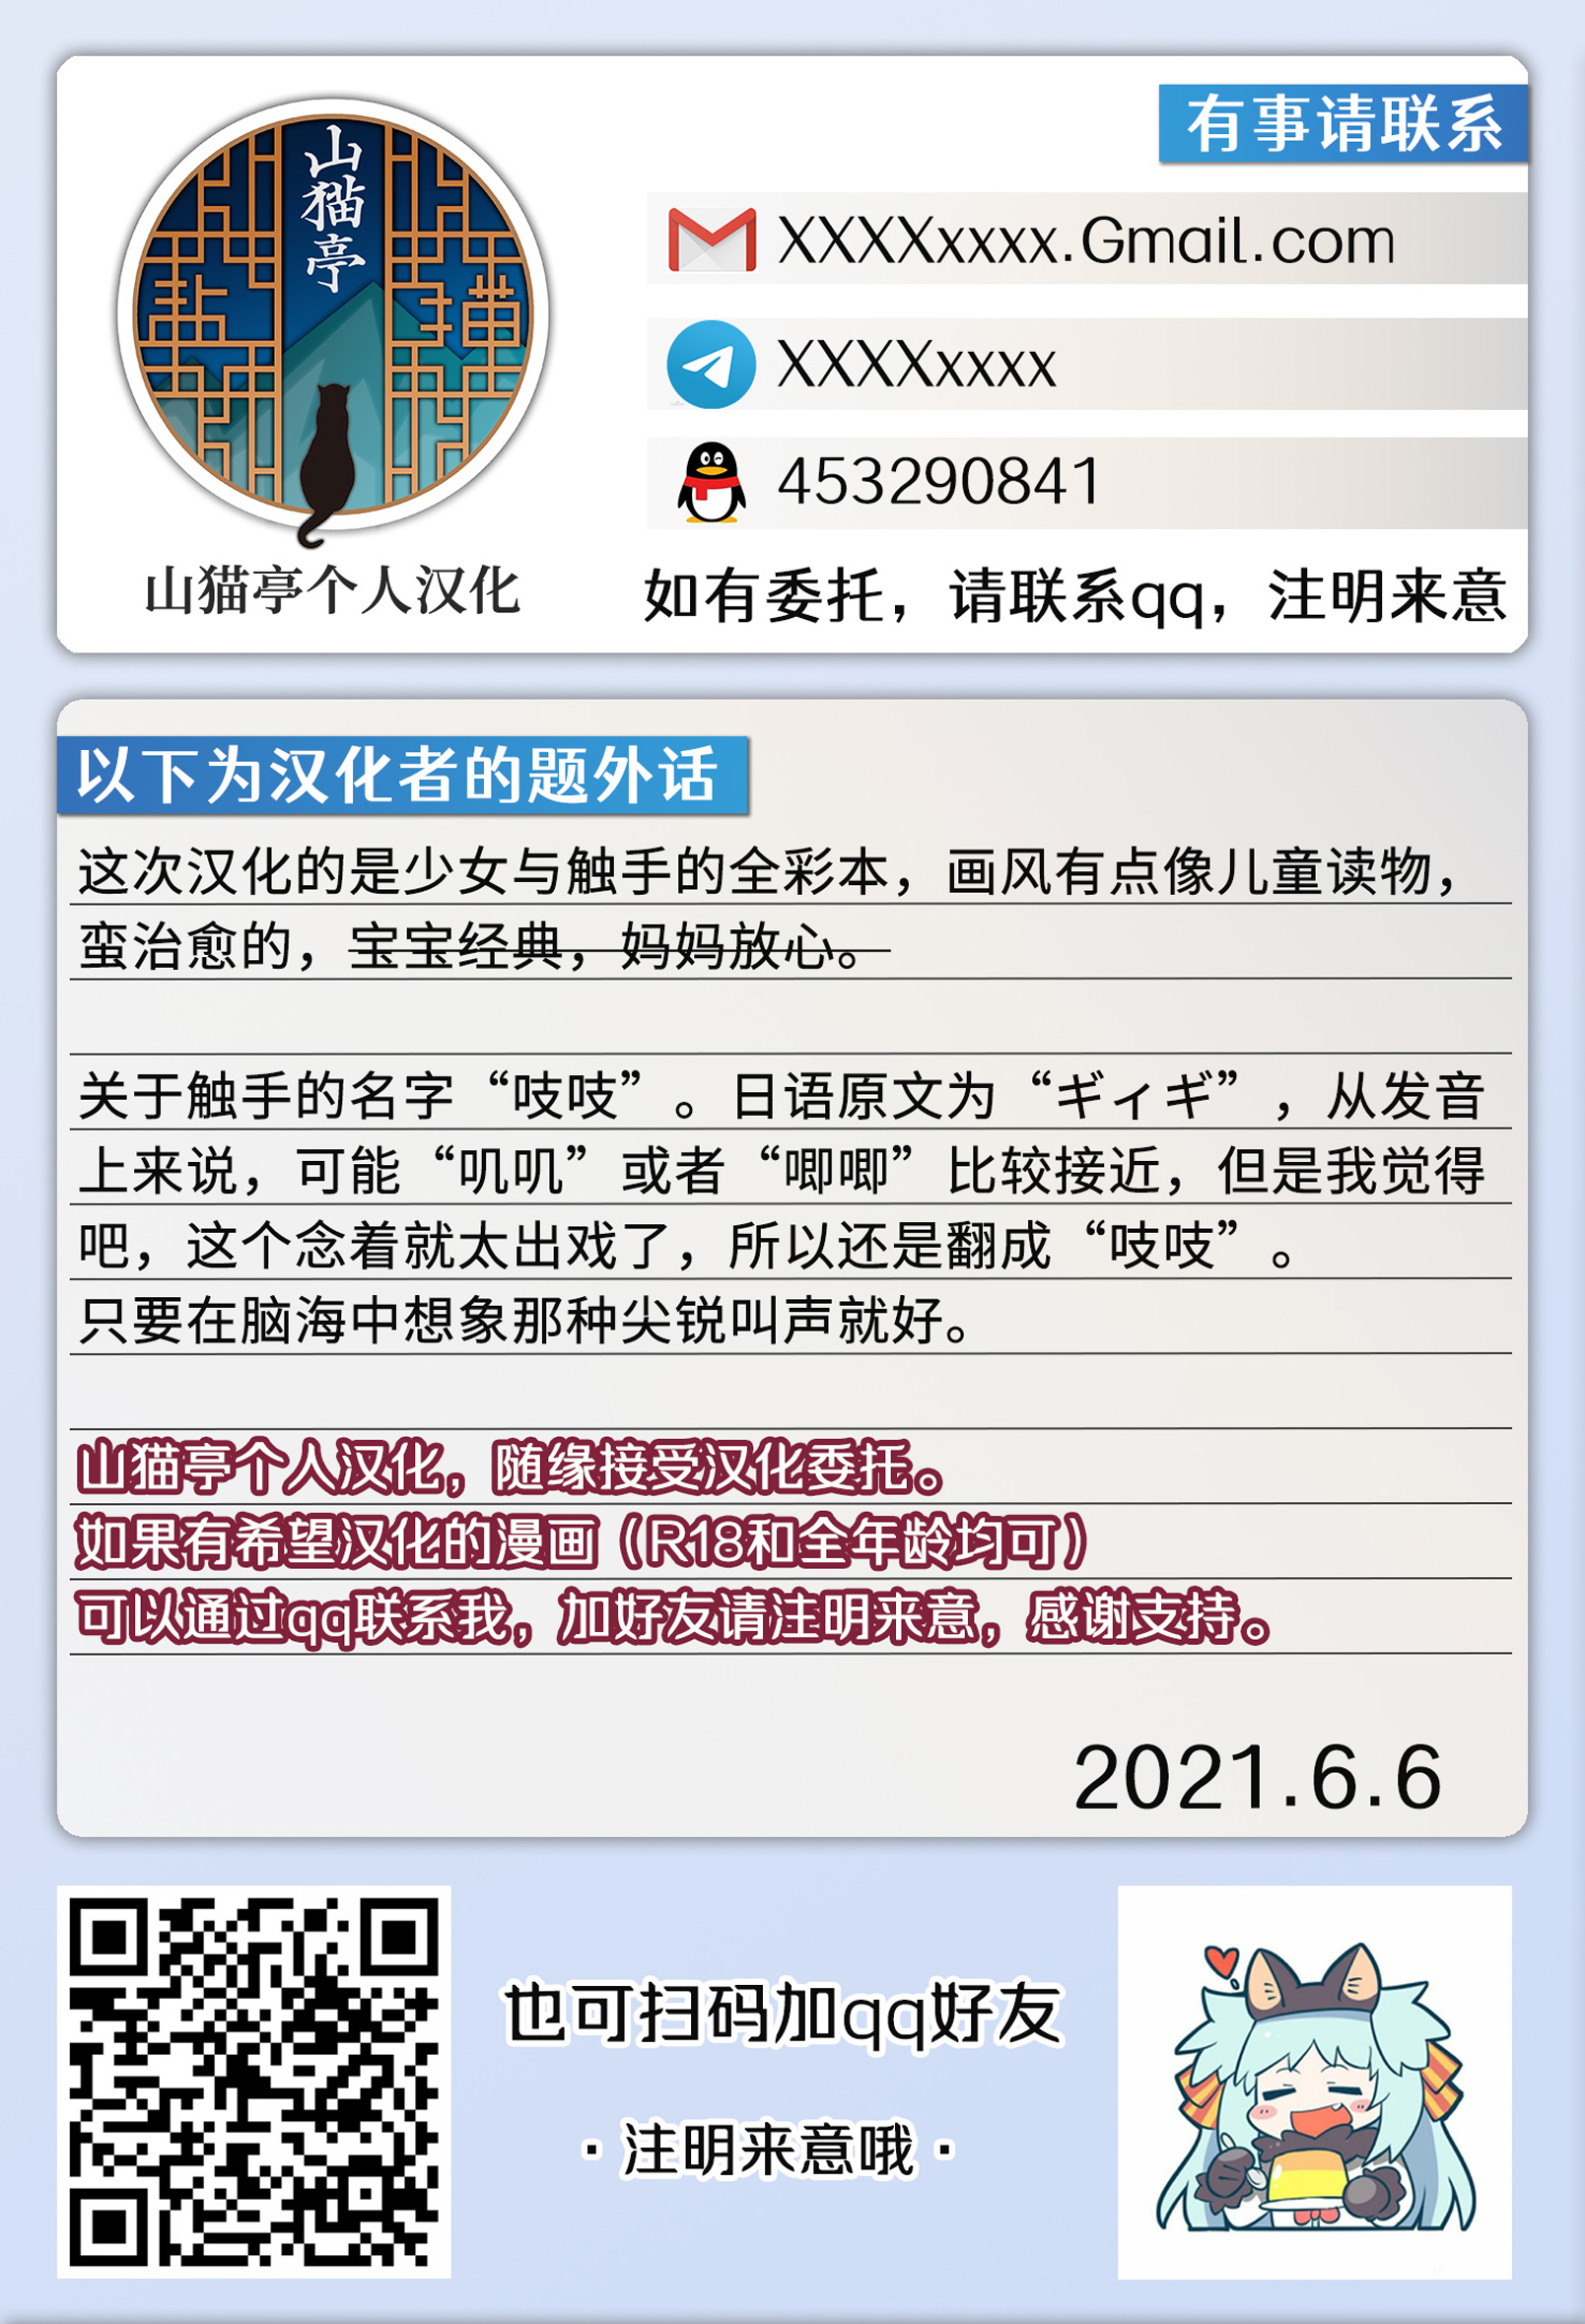 山猫亭
山猫亭个人汉化
有事请联系
XXXXxxxx.Gmail.com
XXXXxxxx
453290841
如有委托，请联系qq，注明来意
以下为汉化者的题外话
这次汉化的是少女与触手的全彩本，画风有点像儿童读物，
蛮治愈的，宝宝经典，妈妈放心。
关于触手的名字“吱吱”。日语原文为“ギィギ”，从发音
上来说，可能“叽叽”或者“唧唧”比较接近，但是我觉得
吧，这个念着就太出戏了，所以还是翻成“吱吱”。
只要在脑海中想象那种尖锐叫声就好。
山猫亭个人汉化，随缘接受汉化委托。
如果有希望汉化的漫画（R18和全年龄均可）
可以通过qq联系我，加好友请注明来意，感谢支持。
2021.6.6
也可扫码加qq好友
·注明来意哦·